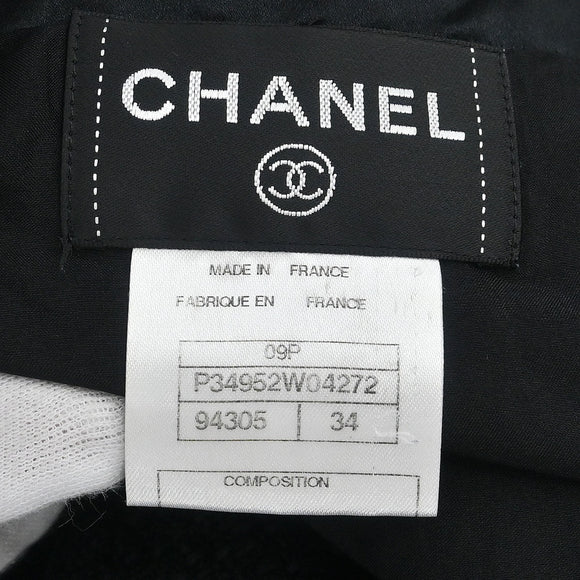 CHANEL
MADE IN FRANCE
FABRIQUE EN FRANCE
09P
P34952W04272
94305 34
COMPOSITION